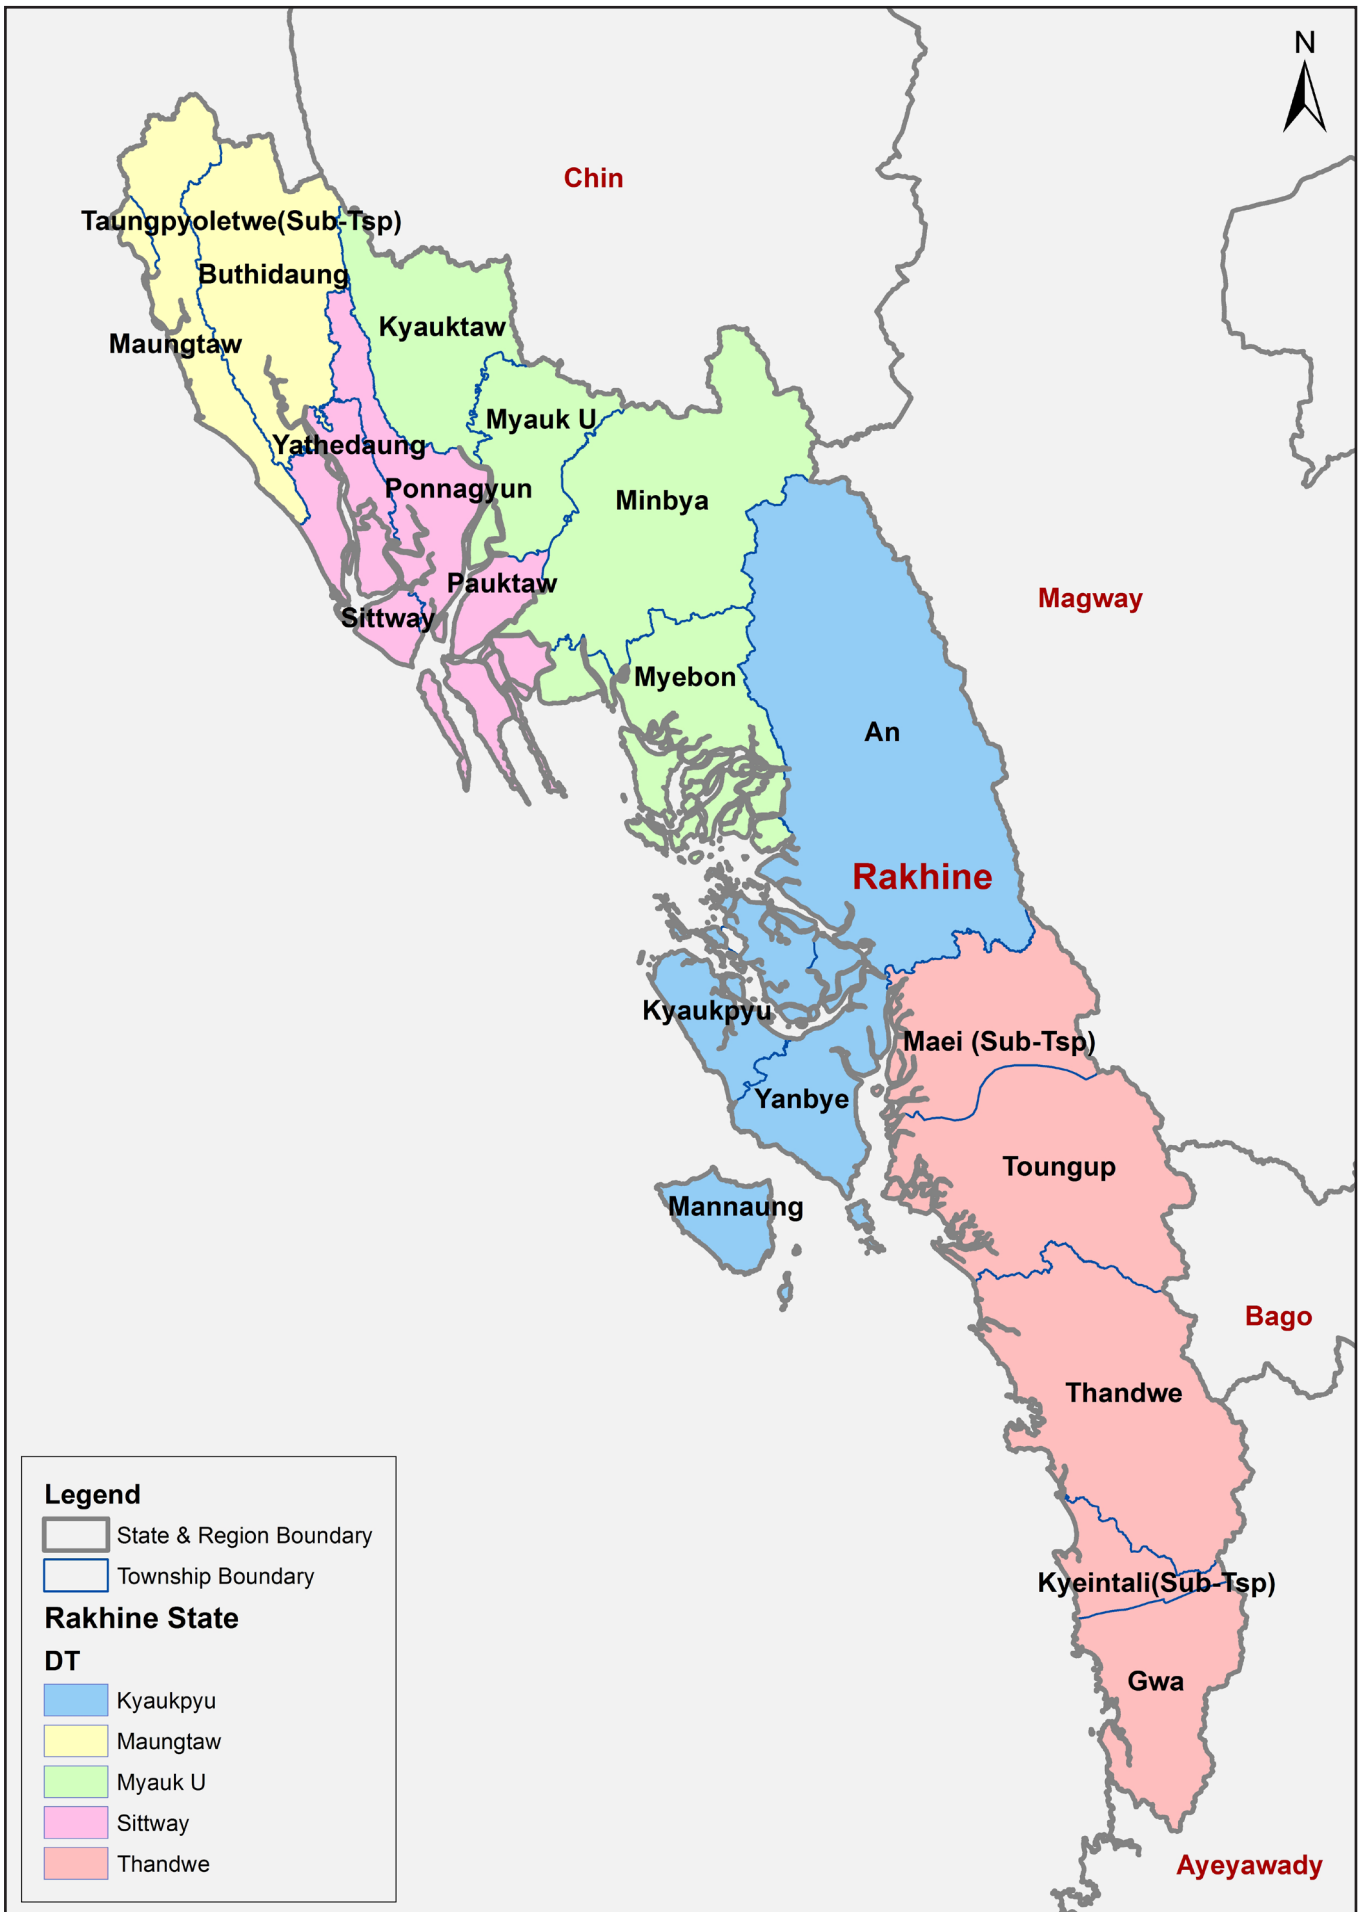 N
Chin
Taungpyoletwe(Sub-Tsp)
Buthidaung
Kyauktaw
Maungtaw
Myauk U
Yathedaung
Ponnagyun
Minbya
Pauktaw
Magway
Sittway
Myebon
An
Rakhine
Kyaukpyu
Maei (Sub-Tsp)
Yanbye
Toungup
Mannaung
Bago
Thandwe
Kyeintali(Sub-Tsp)
Gwa
Ayeyawady
Legend
State & Region Boundary
Township Boundary
Rakhine State
DT
Kyaukpyu
Maungtaw
Myauk U
Sittway
Thandwe